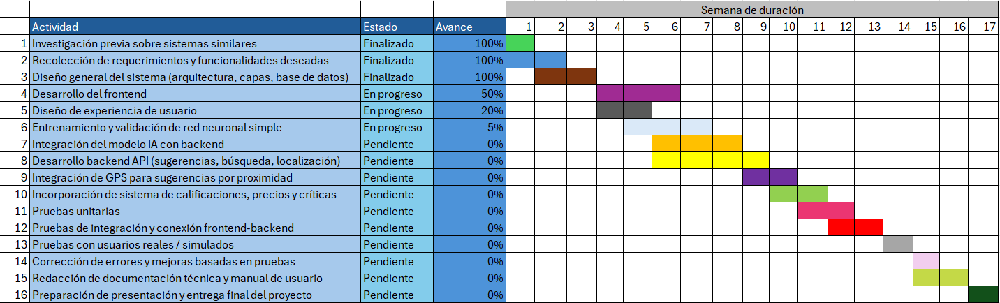 Semana de duración
Actividad Estado Avance 1 2 3 4 5 6 7 8 9 10 11 12 13 14 15 16 17
1 Investigación previa sobre sistemas similares Finalizado 100%
2 Recolección de requerimientos y funcionalidades deseadas Finalizado 100%
3 Diseño general del sistema (arquitectura, capas, base de datos) Finalizado 100%
4 Desarrollo del frontend En progreso 50%
5 Diseño de experiencia de usuario En progreso 20%
6 Entrenamiento y validación de red neuronal simple En progreso 5%
7 Integración del modelo IA con backend Pendiente 0%
8 Desarrollo backend API (sugerencias, búsqueda, localización) Pendiente 0%
9 Integración de GPS para sugerencias por proximidad Pendiente 0%
10 Incorporación de sistema de calificaciones, precios y críticas Pendiente 0%
11 Pruebas unitarias Pendiente 0%
12 Pruebas de integración y conexión frontend-backend Pendiente 0%
13 Pruebas con usuarios reales / simulados Pendiente 0%
14 Corrección de errores y mejoras basadas en pruebas Pendiente 0%
15 Redacción de documentación técnica y manual de usuario Pendiente 0%
16 Preparación de presentación y entrega final del proyecto Pendiente 0%